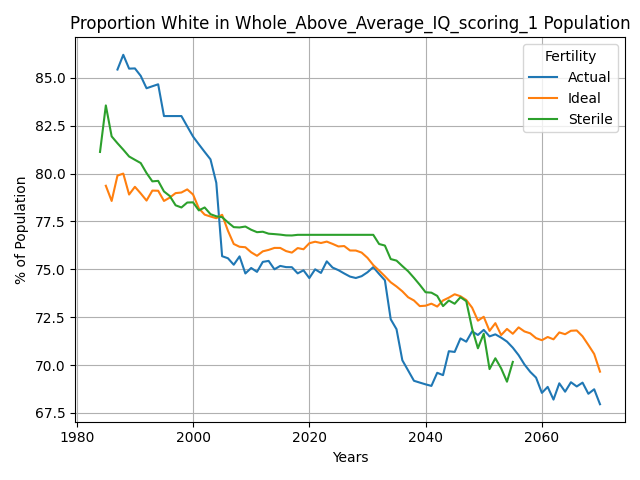 Proportion White in Whole_Above_Average_IQ_scoring_1 Population
Fertility
Actual
Ideal
Sterile
% of Population
85.0
82.5
80.0
77.5
75.0
72.5
70.0
67.5
1980
2000
2020
2040
2060
Years